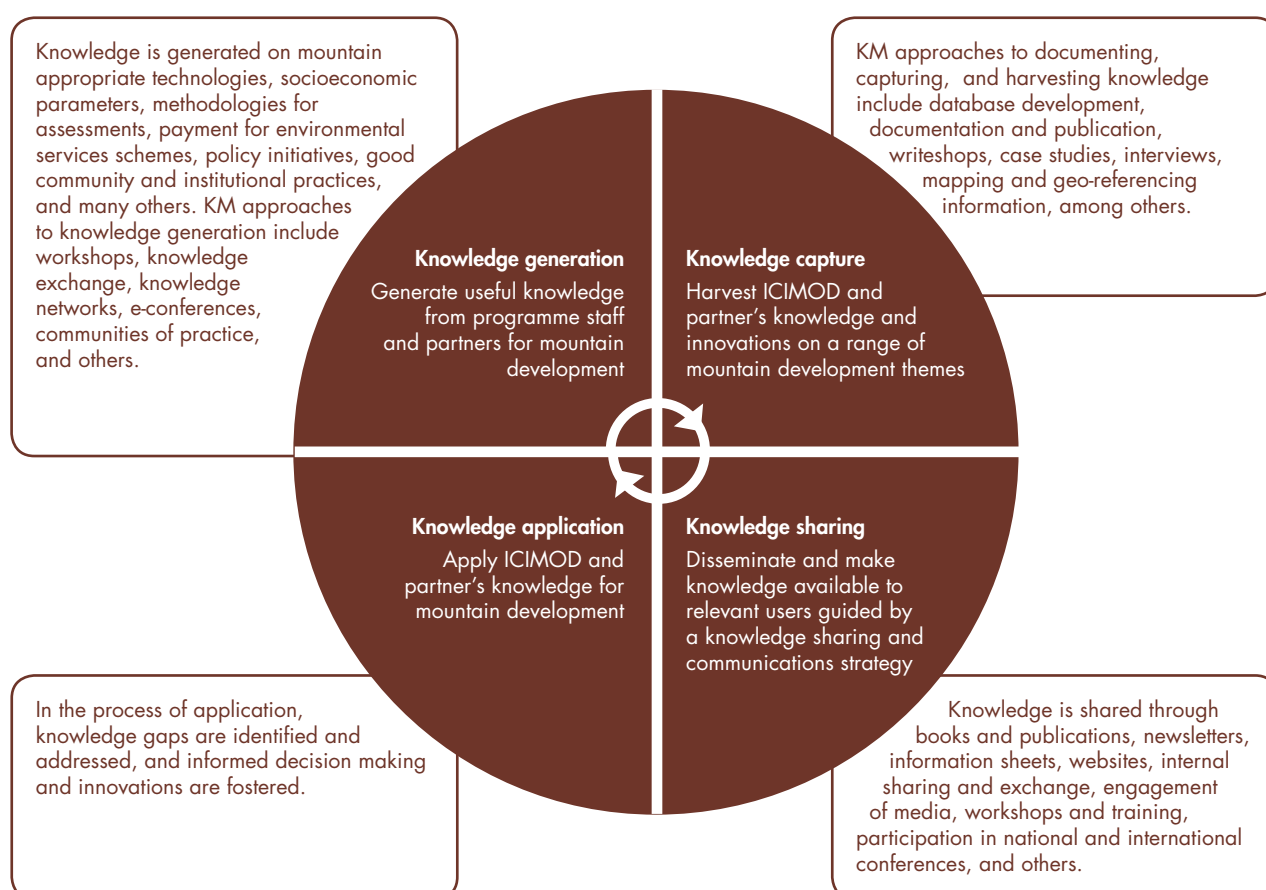 Knowledge is generated on mountain
appropriate technologies, socioeconomic
parameters, methodologies for
assessments, payment for environmental
services schemes, policy initiatives, good
community and institutional practices,
and many others. KM approaches
to knowledge generation include
workshops, knowledge
exchange, knowledge
networks, e-conferences,
communities of practice,
and others.
KM approaches to documenting,
capturing, and harvesting knowledge
include database development,
documentation and publication,
writeshops, case studies, interviews,
mapping and geo-referencing
information, among others.
Knowledge generation
Generate useful knowledge
from programme staff
and partners for mountain
development
Knowledge capture
Harvest ICIMOD and
partner's knowledge and
innovations on a range of
mountain development themes
Knowledge application
Apply ICIMOD and
partner's knowledge for
mountain development
Knowledge sharing
Disseminate and make
knowledge available to
relevant users guided by
a knowledge sharing and
communications strategy
In the process of application,
knowledge gaps are identified and
addressed, and informed decision making
and innovations are fostered.
Knowledge is shared through
books and publications, newsletters,
information sheets, websites, internal
sharing and exchange, engagement
of media, workshops and training,
participation in national and international
conferences, and others.